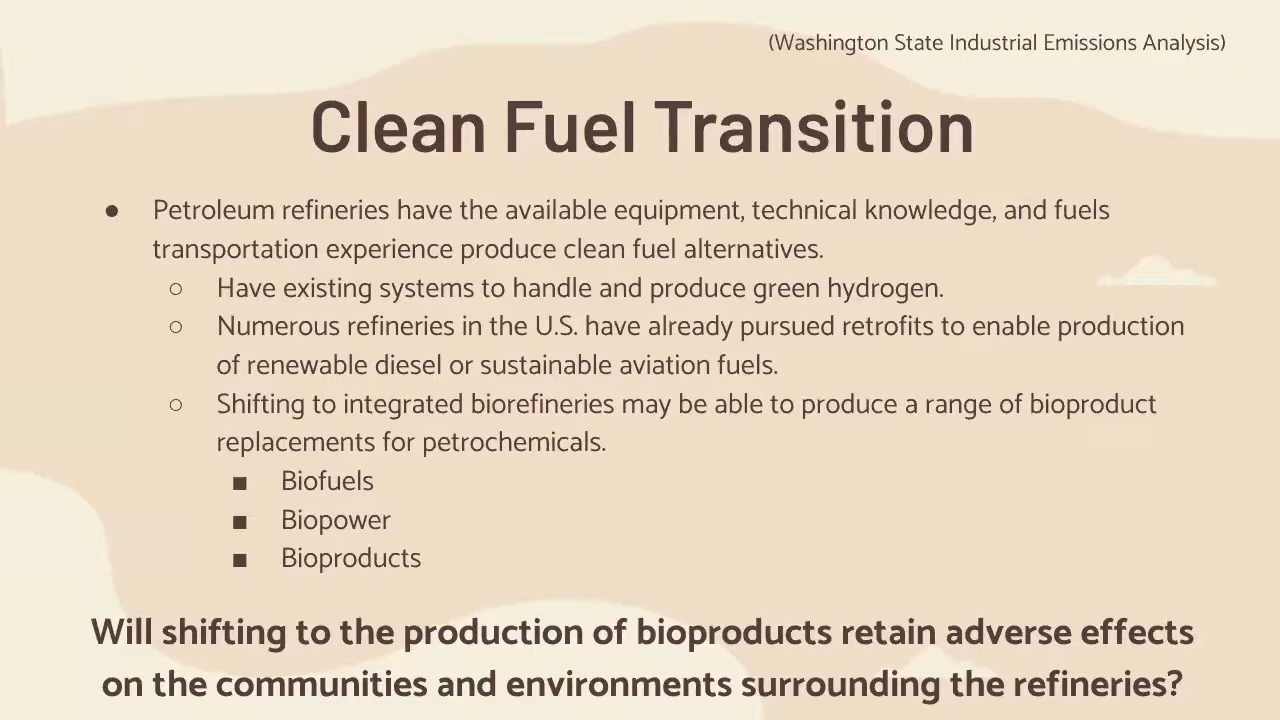 (Washington State Industrial Emissions Analysis)
Clean Fuel Transition
● Petroleum refineries have the available equipment, technical knowledge, and fuels
transportation experience produce clean fuel alternatives.
○ Have existing systems to handle and produce green hydrogen.
○ Numerous refineries in the U.S. have already pursued retrofits to enable production
of renewable diesel or sustainable aviation fuels.
○ Shifting to integrated biorefineries may be able to produce a range of bioproduct
replacements for petrochemicals.
■ Biofuels
■ Biopower
■ Bioproducts
Will shifting to the production of bioproducts retain adverse effects
on the communities and environments surrounding the refineries?